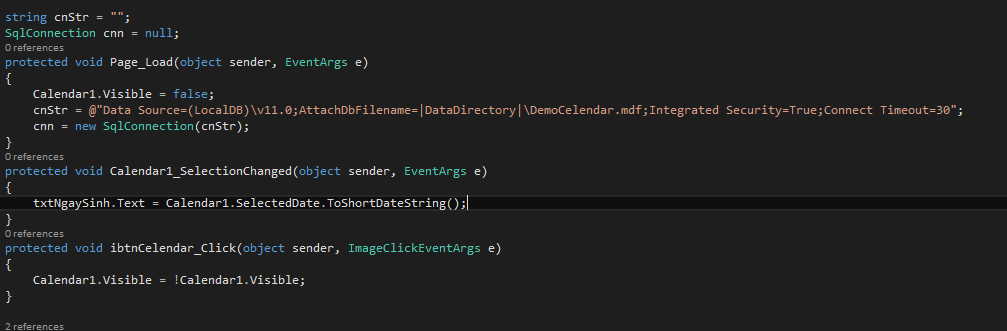 string cnStr = "";
SqlConnection cnn = null;
0 references
protected void Page_Load(object sender, EventArgs e)
{
    Calendar1.Visible = false;
    cnStr = @"Data Source=(LocalDB)\v11.0;AttachDbFilename=|DataDirectory|\DemoCelendar.mdf;Integrated Security=True;Connect Timeout=30";
    cnn = new SqlConnection(cnStr);
}
0 references
protected void Calendar1_SelectionChanged(object sender, EventArgs e)
{
    txtNgaySinh.Text = Calendar1.SelectedDate.ToShortDateString();
}
0 references
protected void ibtnCelendar_Click(object sender, ImageClickEventArgs e)
{
    Calendar1.Visible = !Calendar1.Visible;
}
2 references